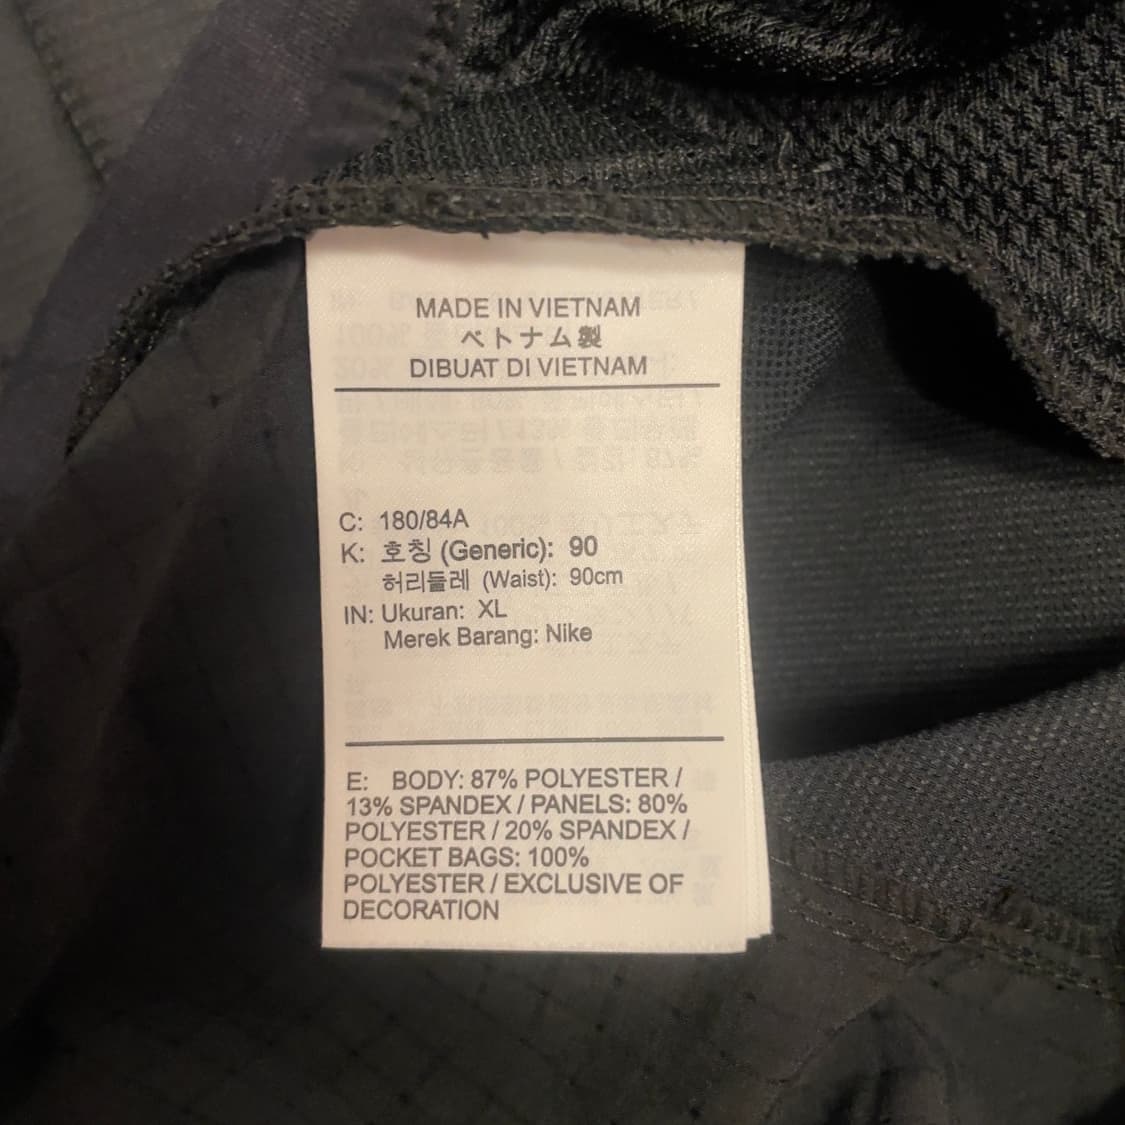 MADE IN VIETNAM
ベトナム製
DIBUAT DI VIETNAM
C: 180/84A
K: 호칭 (Generic): 90
허리들레 (Waist): 90cm
IN: Ukuran: XL
Merek Barang: Nike
E: BODY: 87% POLYESTER /
13% SPANDEX / PANELS: 80%
POLYESTER / 20% SPANDEX /
POCKET BAGS: 100%
POLYESTER / EXCLUSIVE OF
DECORATION